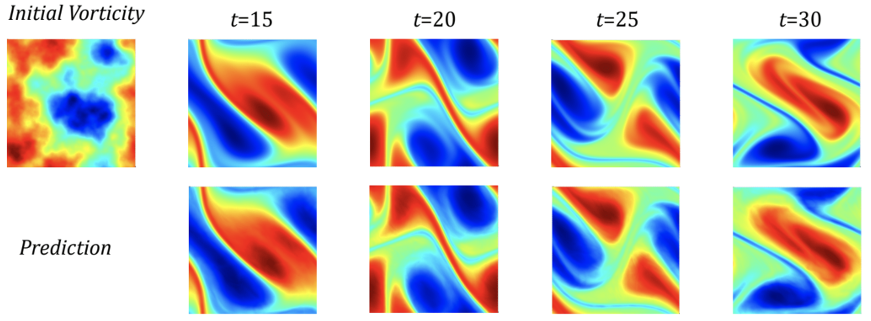 Initial Vorticity
t=15
t=20
t=25
t=30
Prediction